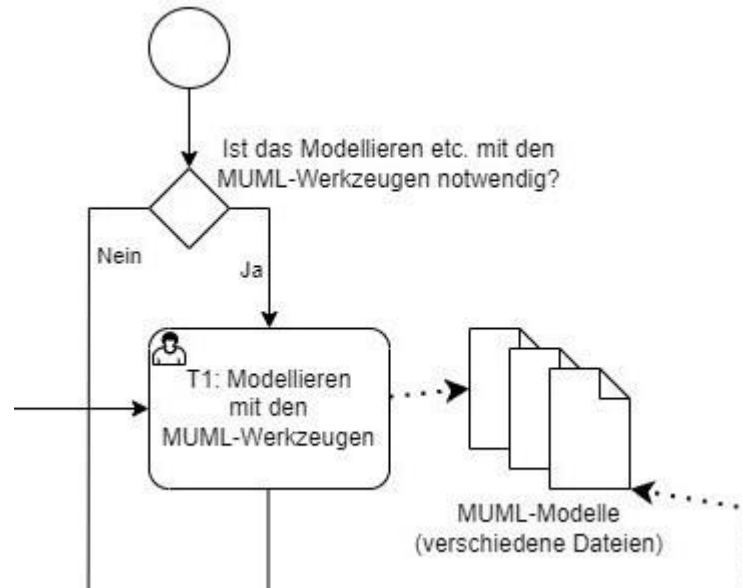 Ist das Modellieren etc. mit den
MUML-Werkzeugen notwendig?
Nein
Ja
T1: Modellieren
mit den
MUML-Werkzeugen
MUML-Modelle
(verschiedene Dateien)